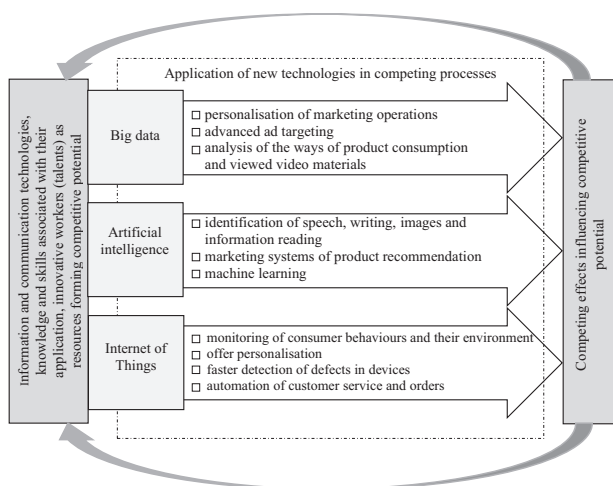 Application of new technologies in competing processes
Information and communication technologies,
knowledge and skills associated with their
application, innovative workers (talents) as
resources forming competitive potential
Big data
□ personalisation of marketing operations
□ advanced ad targeting
□ analysis of the ways of product consumption
and viewed video materials
Artificial
intelligence
□ identification of speech, writing, images and
information reading
□ marketing systems of product recommendation
□ machine learning
Internet of
Things
□ monitoring of consumer behaviours and their environment
□ offer personalisation
□ faster detection of defects in devices
□ automation of customer service and orders
Competing effects influencing competitive
potential